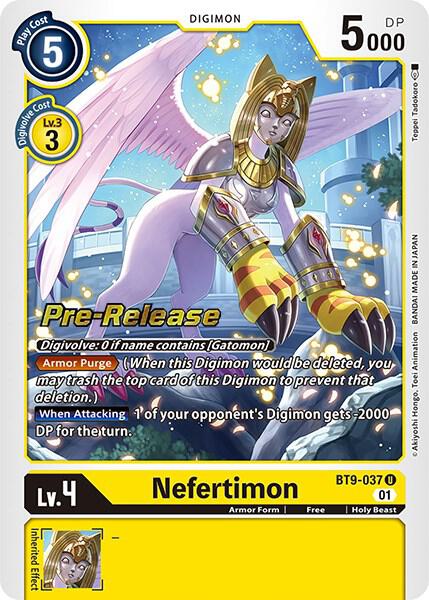 Play Cost
5
DIGIMON
DP
5000
Digivolve Cost
Lv.3
3
Teppei Tadokoro
Pre-Release
Digivolve: 0 if name contains [Gatomon]
Armor Purge (When this Digimon would be deleted, you
may trash the top card of this Digimon to prevent that
deletion.)
When Attacking 1 of your opponent's Digimon gets -2000
DP for the turn.
©Akiyoshi Hongo, Toei Animation BANDAI MADE IN JAPAN
Lv.4
Nefertimon
BT9-037 U
01
Armor Form | Free | Holy Beast
Inherited Effect
–